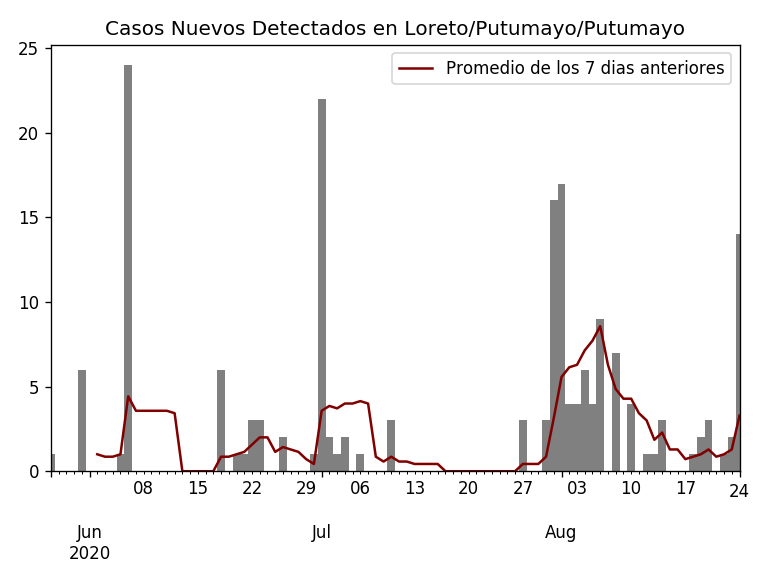 Casos Nuevos Detectados en Loreto/Putumayo/Putumayo
Promedio de los 7 dias anteriores
25
20
15
10
5
0
08 15 22 29 06 13 20 27 03 10 17 24
Jun Jul Aug
2020